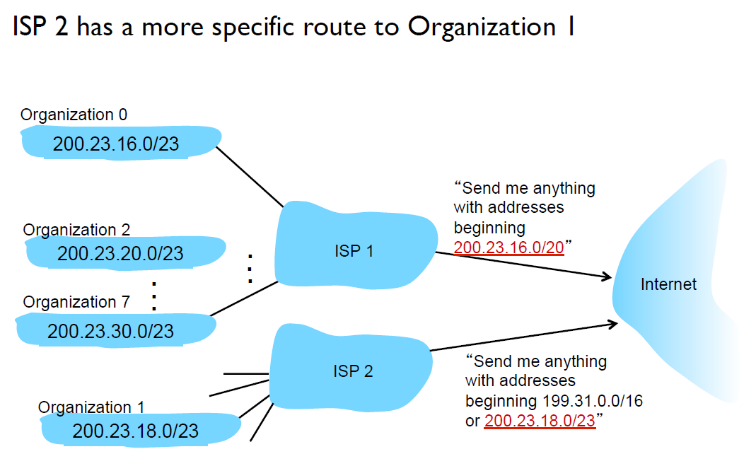 ISP 2 has a more specific route to Organization 1
Organization 0
200.23.16.0/23
Organization 2
200.23.20.0/23
Organization 7
200.23.30.0/23
Organization 1
200.23.18.0/23
ISP 1
ISP 2
“Send me anything
with addresses
beginning
200.23.16.0/20”
“Send me anything
with addresses
beginning 199.31.0.0/16
or 200.23.18.0/23”
Internet